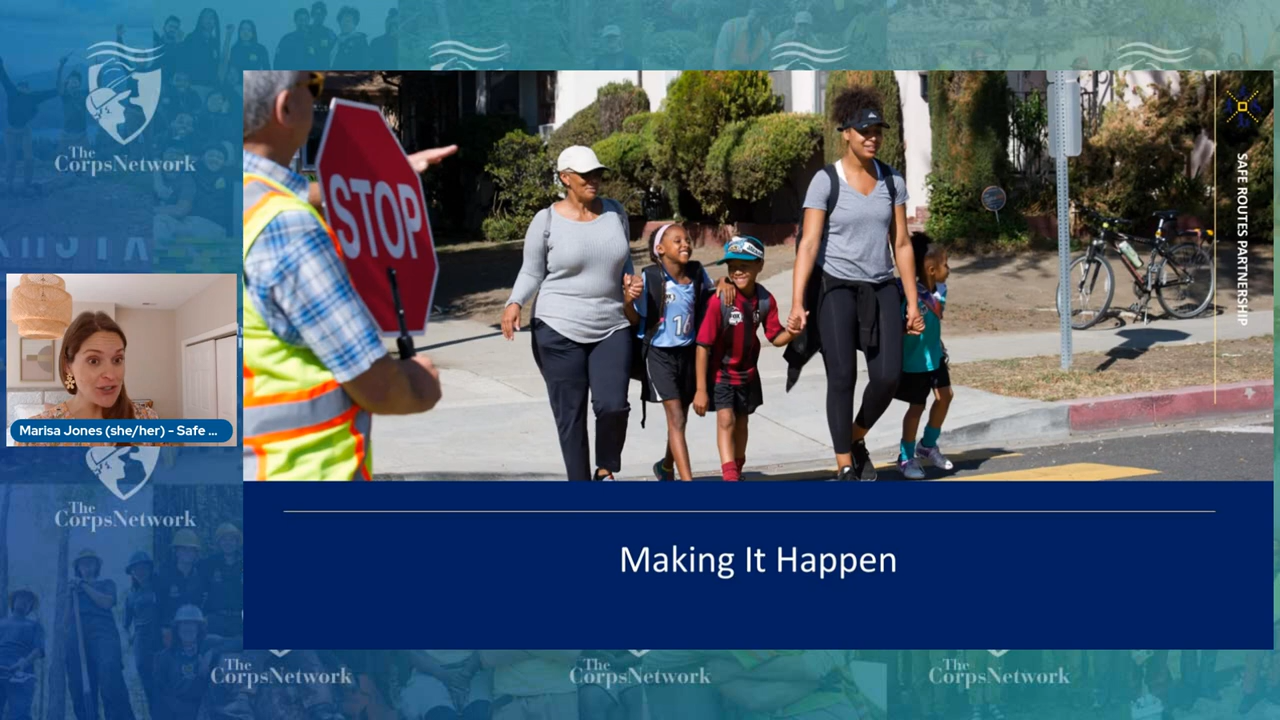 The
CorpsNetwork
STOP
16
SAFE ROUTES PARTNERSHIP
Marisa Jones (she/her) - Safe ...
The
CorpsNetwork
Making It Happen
The
CorpsNetwork
The
CorpsNetwork
The
CorpsNetwork